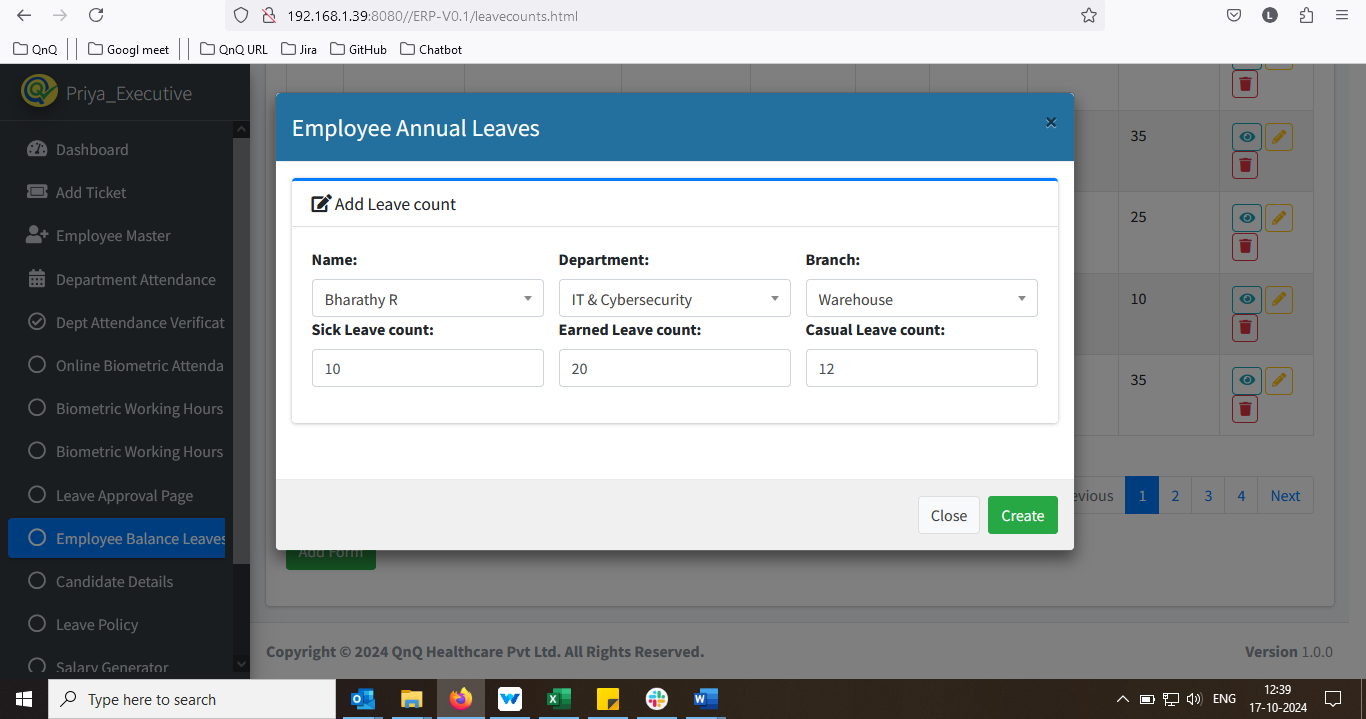 192.168.1.39:8080//ERP-V0.1/leavecounts.html
L
QnQ Googl meet QnQ URL Jira GitHub Chatbot
Priya_Executive
Employee Annual Leaves ×
Dashboard
Add Ticket
Employee Master
Department Attendance
Dept Attendance Verificat
Online Biometric Attenda
Biometric Working Hours
Biometric Working Hours
Leave Approval Page
Employee Balance Leaves
Candidate Details
Leave Policy
Salary Generator
Add Leave count
Name: Department: Branch:
Bharathy R IT & Cybersecurity Warehouse
Sick Leave count: Earned Leave count: Casual Leave count:
10 20 12
Close Create
35
25
10
35
evious 1 2 3 4 Next
Add Form
Copyright © 2024 QnQ Healthcare Pvt Ltd. All Rights Reserved. Version 1.0.0
Type here to search
ENG
12:39
17-10-2024